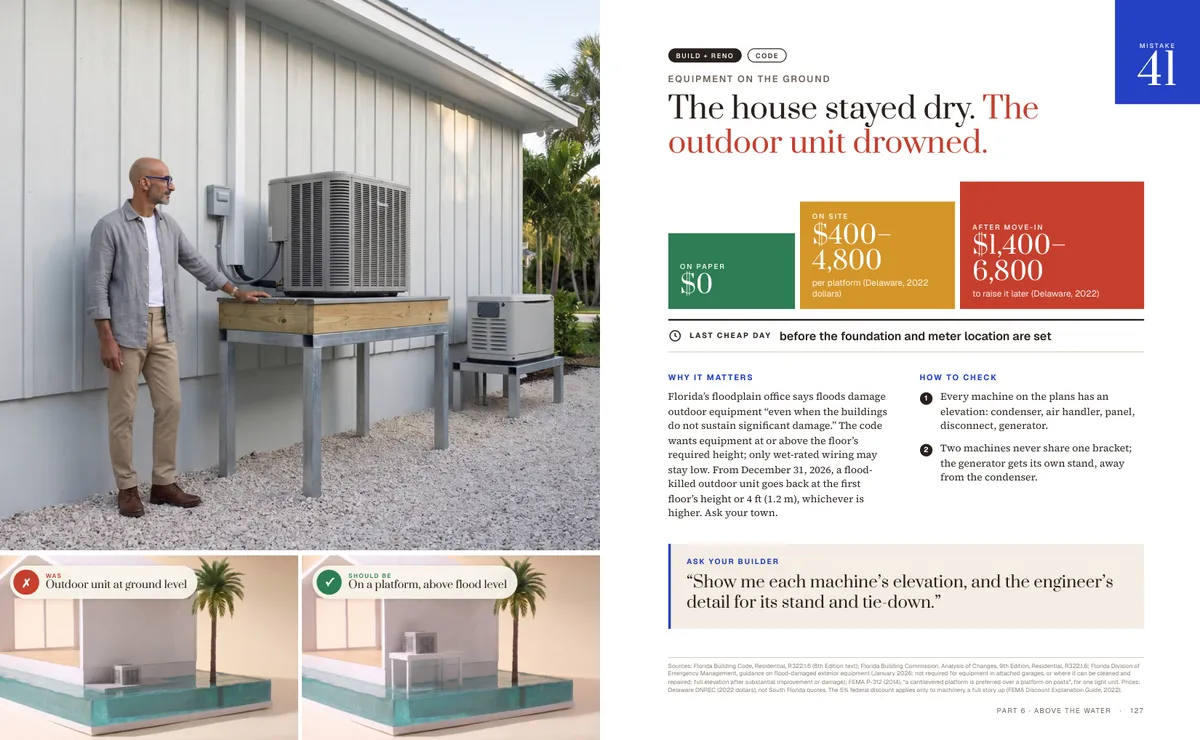 BUILD + RENO
CODE
EQUIPMENT ON THE GROUND
The house stayed dry. The
outdoor unit drowned.
MISTAKE
41
ON PAPER
$0
ON SITE
$400–
4,800
per platform (Delaware, 2022
dollars)
AFTER MOVE-IN
$1,400–
6,800
to raise it later (Delaware, 2022)
LAST CHEAP DAY before the foundation and meter location are set
WHY IT MATTERS
Florida’s floodplain office says floods damage
outdoor equipment “even when the buildings
do not sustain significant damage.” The code
wants equipment at or above the floor’s
required height; only wet-rated wiring may
stay low. From December 31, 2026, a flood-
killed outdoor unit goes back at the first
floor’s height or 4 ft (1.2 m), whichever is
higher. Ask your town.
HOW TO CHECK
1 Every machine on the plans has an
elevation: condenser, air handler, panel,
disconnect, generator.
2 Two machines never share one bracket;
the generator gets its own stand, away
from the condenser.
ASK YOUR BUILDER
“Show me each machine’s elevation, and the engineer’s
detail for its stand and tie-down.”
WAS
Outdoor unit at ground level
SHOULD BE
On a platform, above flood level
Sources: Florida Building Code, Residential, R322.1.6 (8th Edition text); Florida Building Commission, Analysis of Changes, 9th Edition, Residential, R322.1.6; Florida Division of
Emergency Management, guidance on flood-damaged exterior equipment (January 2026: not required for equipment in attached garages, or where it can be cleaned and
repaired; full elevation after substantial improvement or damage); FEMA P-312 (2014), “a cantilevered platform is preferred over a platform on posts”, for one light unit. Prices:
Delaware DNREC (2022 dollars), not South Florida quotes. The 5% federal discount applies only to machinery a full story up (FEMA Discount Explanation Guide, 2022).
PART 6 · ABOVE THE WATER · 127